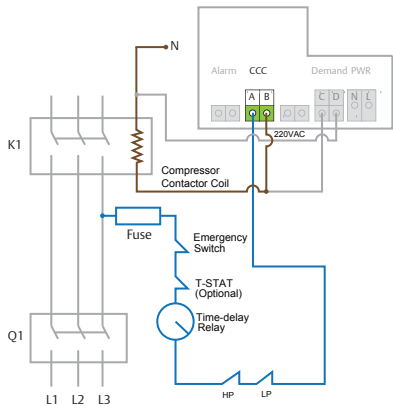 N
Alarm CCC Demand PWR
A B C D N L
220VAC
K1
Compressor
Contactor Coil
Fuse
Emergency
Switch
T-STAT
(Optional)
Time-delay
Relay
Q1
HP LP
L1 L2 L3